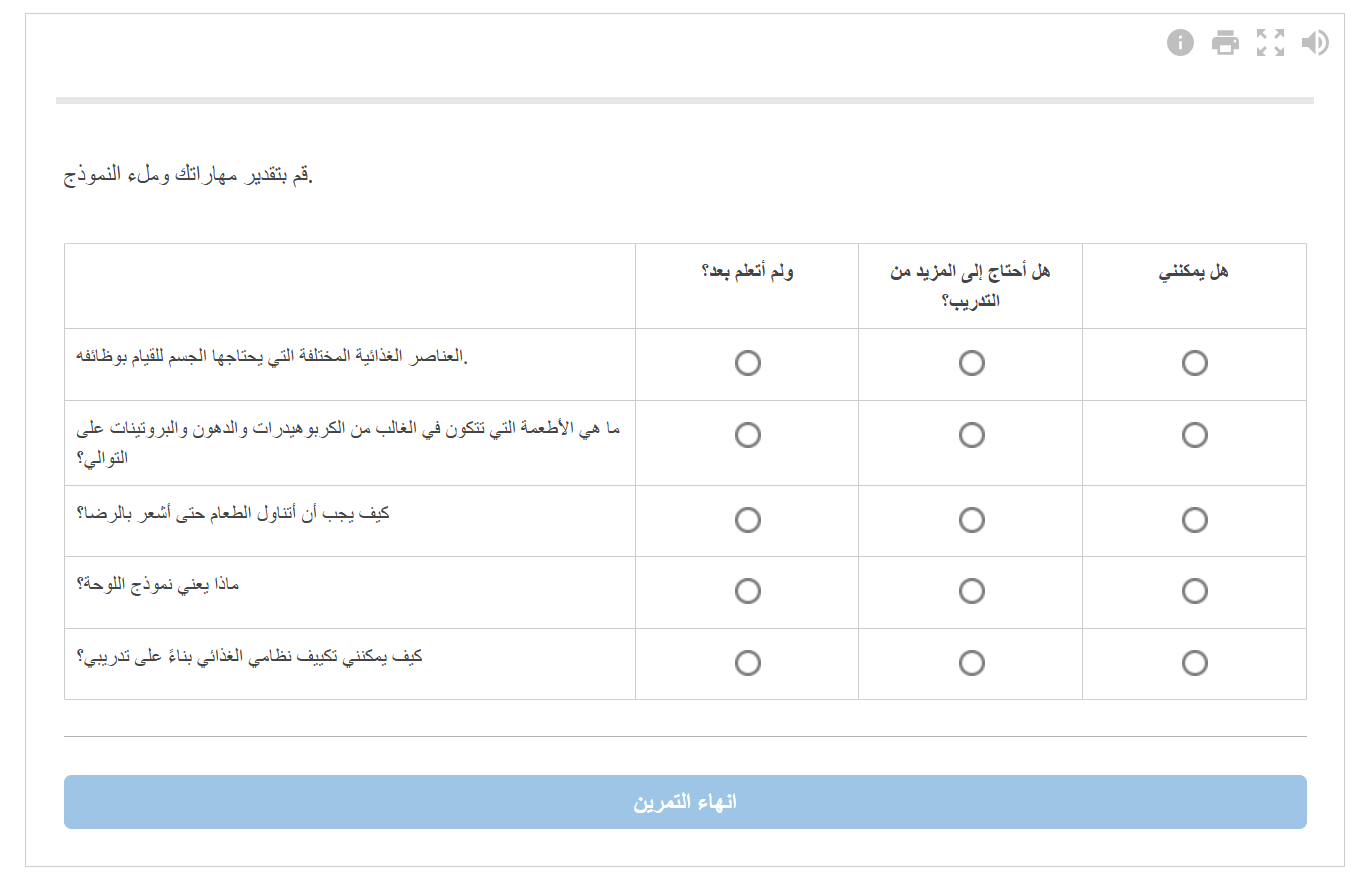 قم بتقدير مهاراتك وملء النموذج.
ولم أتعلم بعد؟
هل أحتاج إلى المزيد من
التدريب؟
هل يمكنني
العناصر الغذائية المختلفة التي يحتاجها الجسم للقيام بوظائفه.
ما هي الأطعمة التي تتكون في الغالب من الكربوهيدرات والدهون والبروتينات على
التوالي؟
كيف يجب أن أتناول الطعام حتى أشعر بالرضا؟
ماذا يعني نموذج اللوحة؟
كيف يمكنني تكييف نظامي الغذائي بناءً على تدريبي؟
انهاء التمرين